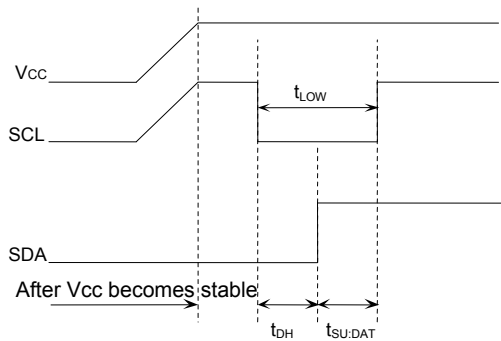 VCC
tLOW
SCL
SDA
After Vcc becomes stable
tDH tSU:DAT